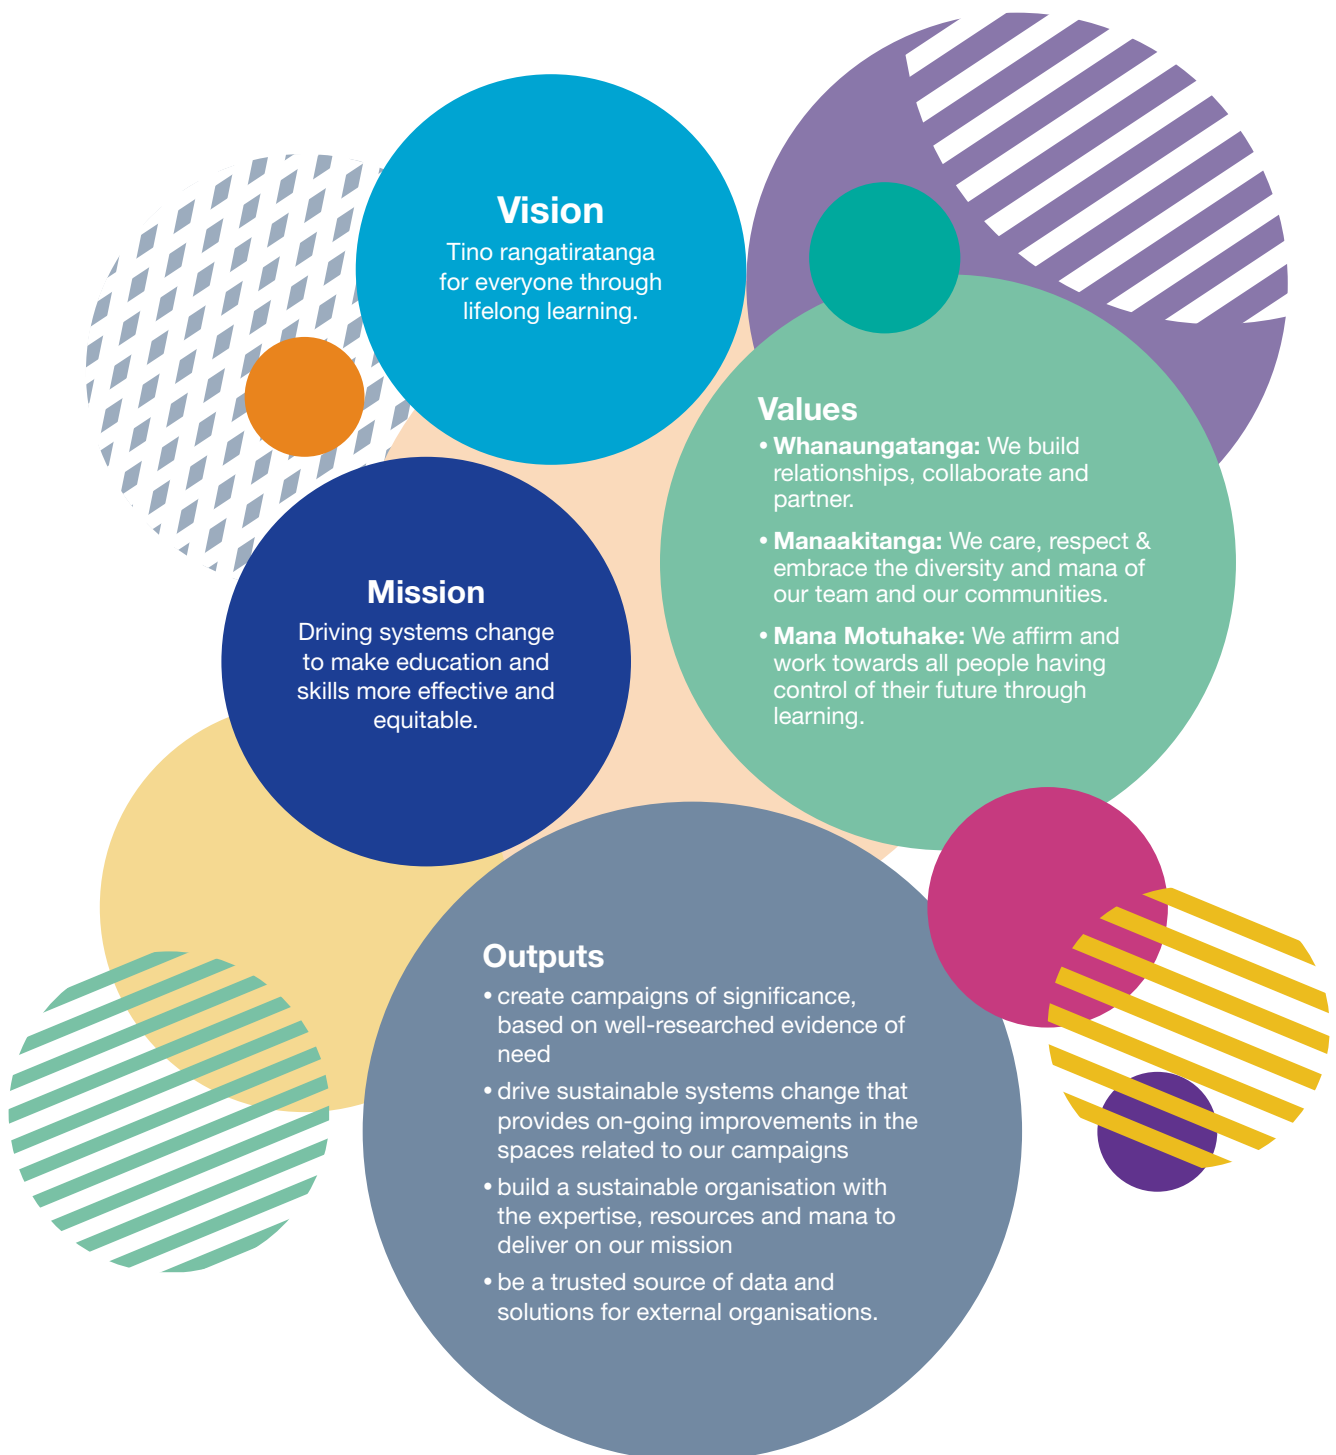 Vision
Tino rangatiratanga
for everyone through
lifelong learning.
Values
• Whanaungatanga: We build
relationships, collaborate and
partner.
• Manaakitanga: We care, respect &
embrace the diversity and mana of
our team and our communities.
• Mana Motuhake: We affirm and
work towards all people having
control of their future through
learning.
Mission
Driving systems change
to make education and
skills more effective and
equitable.
Outputs
• create campaigns of significance,
based on well-researched evidence of
need
• drive sustainable systems change that
provides on-going improvements in the
spaces related to our campaigns
• build a sustainable organisation with
the expertise, resources and mana to
deliver on our mission
• be a trusted source of data and
solutions for external organisations.